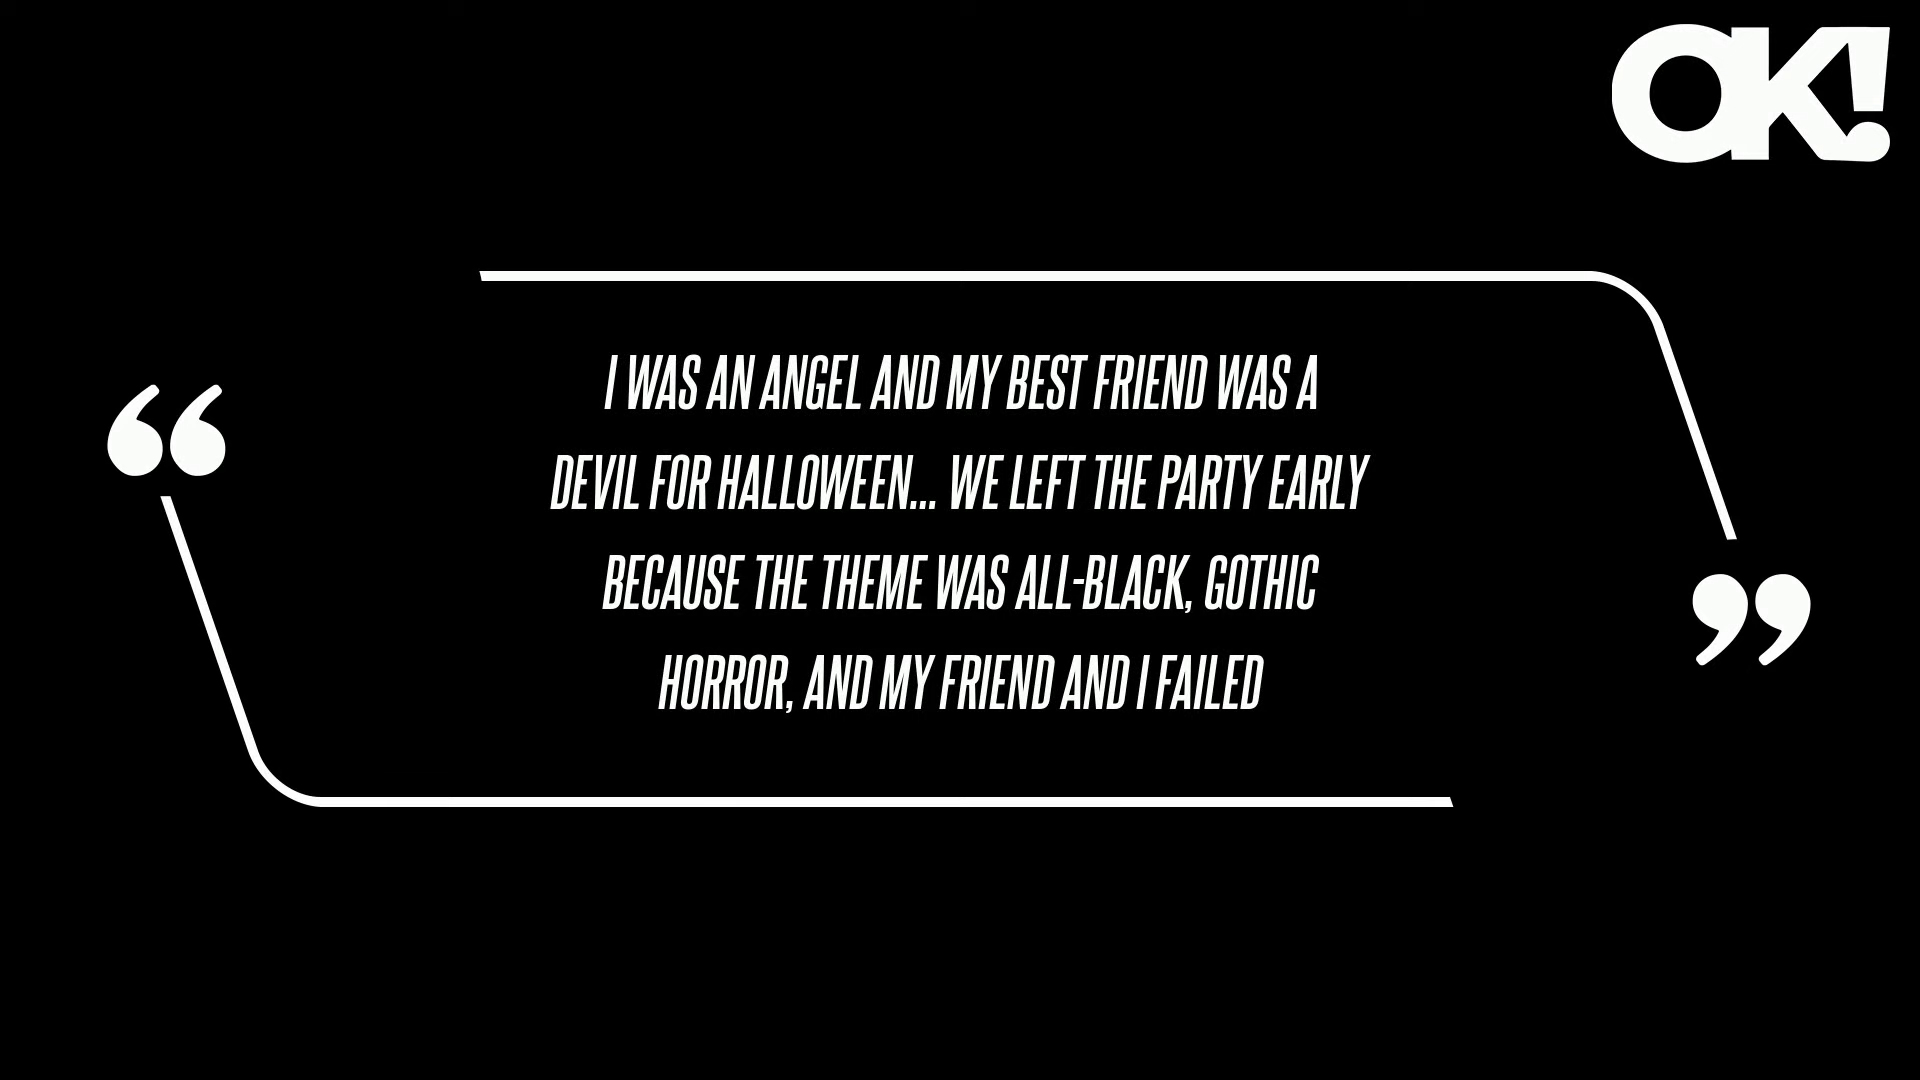 OK!
“
I WAS AN ANGEL AND MY BEST FRIEND WAS A
DEVIL FOR HALLOWEEN... WE LEFT THE PARTY EARLY
BECAUSE THE THEME WAS ALL-BLACK, GOTHIC
HORROR, AND MY FRIEND AND I FAILED
”